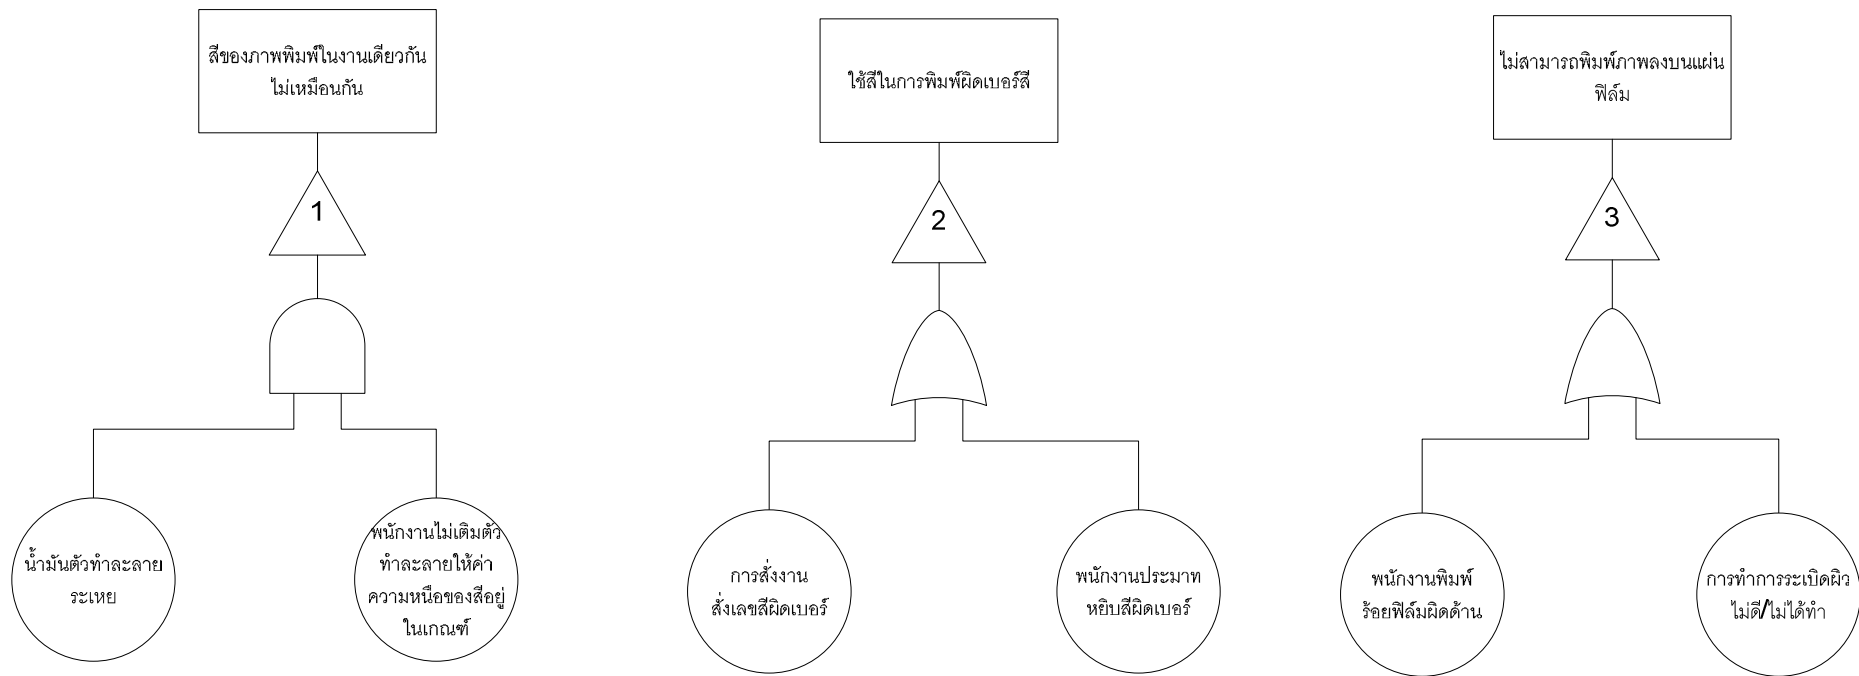 สีของภาพพิมพ์ในงานเดียวกัน
ไม่เหมือนกัน
1
น้ำมันตัวทำละลาย
ระเหย
พนักงานไม่เติมตัว
ทำละลายให้ค่า
ความหนือของสีอยู่
ในเกณฑ์
ใช้สีในการพิมพ์ผิดเบอร์สี
2
การสั่งงาน
สั่งเลขสีผิดเบอร์
พนักงานประมาท
หยิบสีผิดเบอร์
ไม่สามารถพิมพ์ภาพลงบนแผ่น
ฟิล์ม
3
พนักงานพิมพ์
ร้อยฟิล์มผิดด้าน
การทำการระเบิดผิว
ไม่ดี/ไม่ได้ทำ